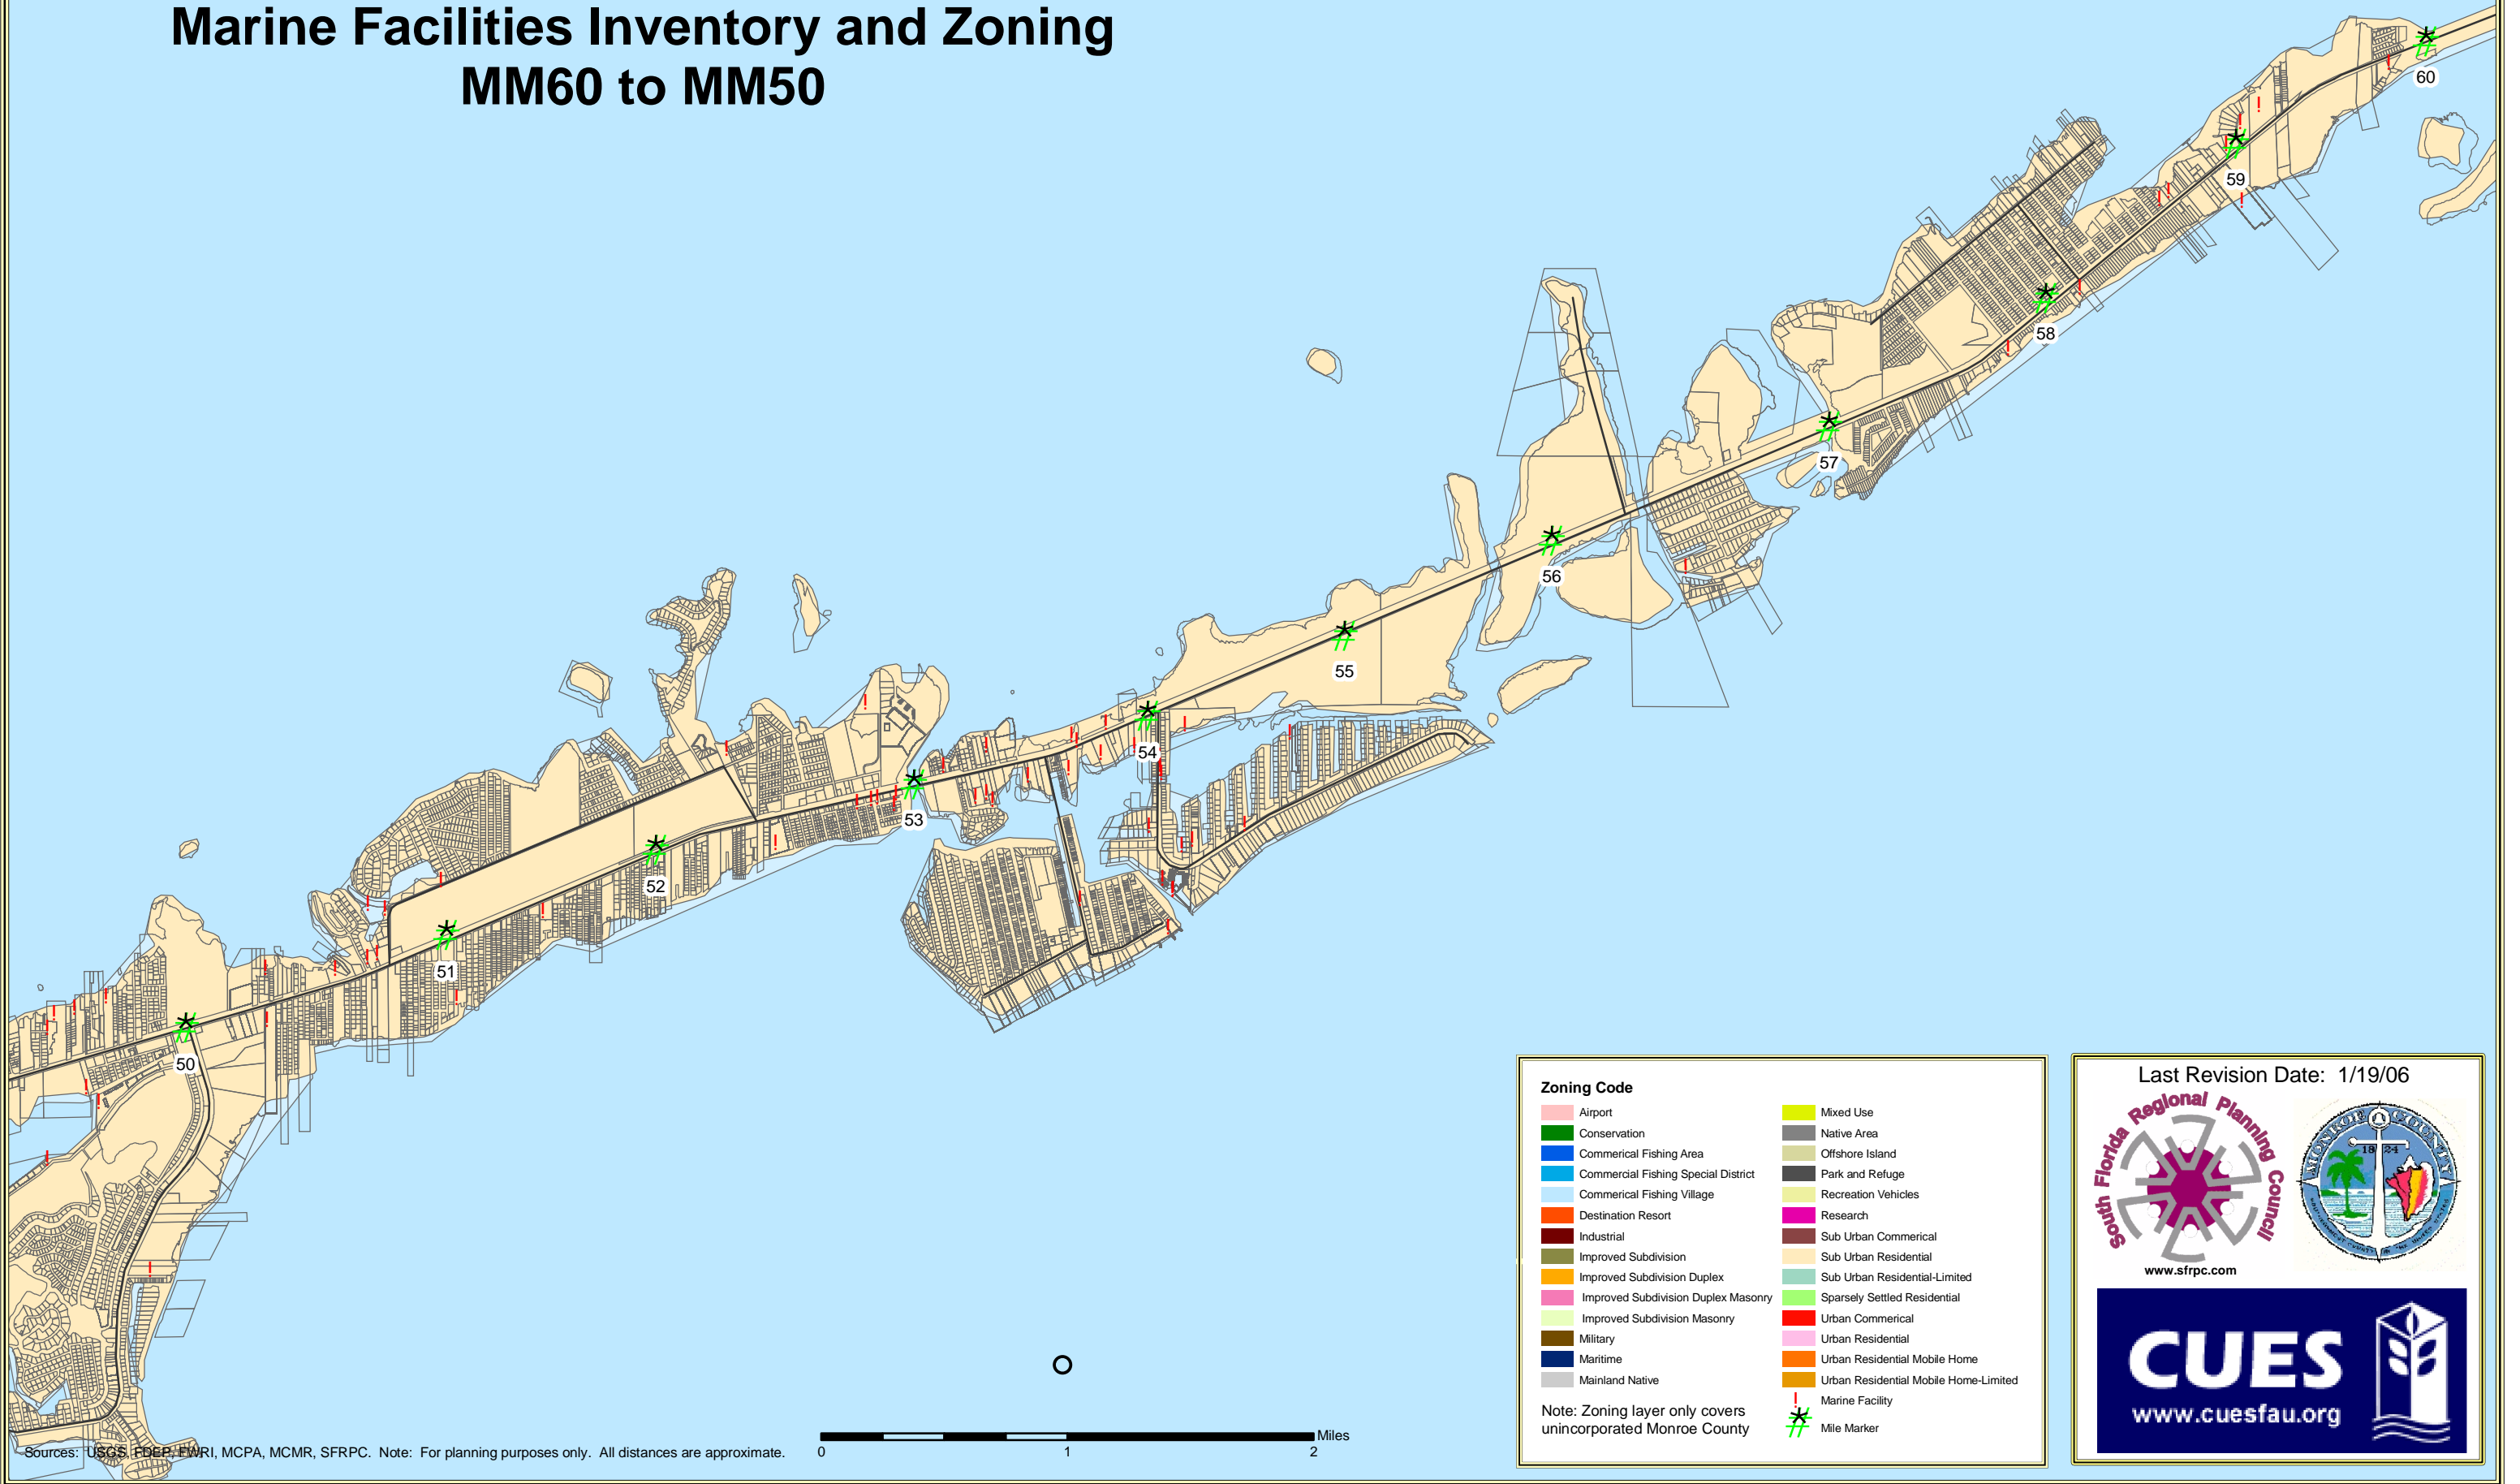 Marine Facilities Inventory and Zoning
MM60 to MM50
60
59
58
57
56
55
54
53
52
51
50
Zoning Code
Airport
Conservation
Commerical Fishing Area
Commercial Fishing Special District
Commerical Fishing Village
Destination Resort
Industrial
Improved Subdivision
Improved Subdivision Duplex
Improved Subdivision Duplex Masonry
Improved Subdivision Masonry
Military
Maritime
Mainland Native
Mixed Use
Native Area
Offshore Island
Park and Refuge
Recreation Vehicles
Research
Sub Urban Commerical
Sub Urban Residential
Sub Urban Residential-Limited
Sparsely Settled Residential
Urban Commerical
Urban Residential
Urban Residential Mobile Home
Urban Residential Mobile Home-Limited
Marine Facility
Mile Marker
Note: Zoning layer only covers
unincorporated Monroe County
Last Revision Date: 1/19/06
South Florida Regional Planning Council
www.sfrpc.com
MONROE COUNTY
18 24
CUES
www.cuesfau.org
Miles
0 1 2
Sources: USGS, FDEP, FWRI, MCPA, MCMR, SFRPC. Note: For planning purposes only. All distances are approximate.